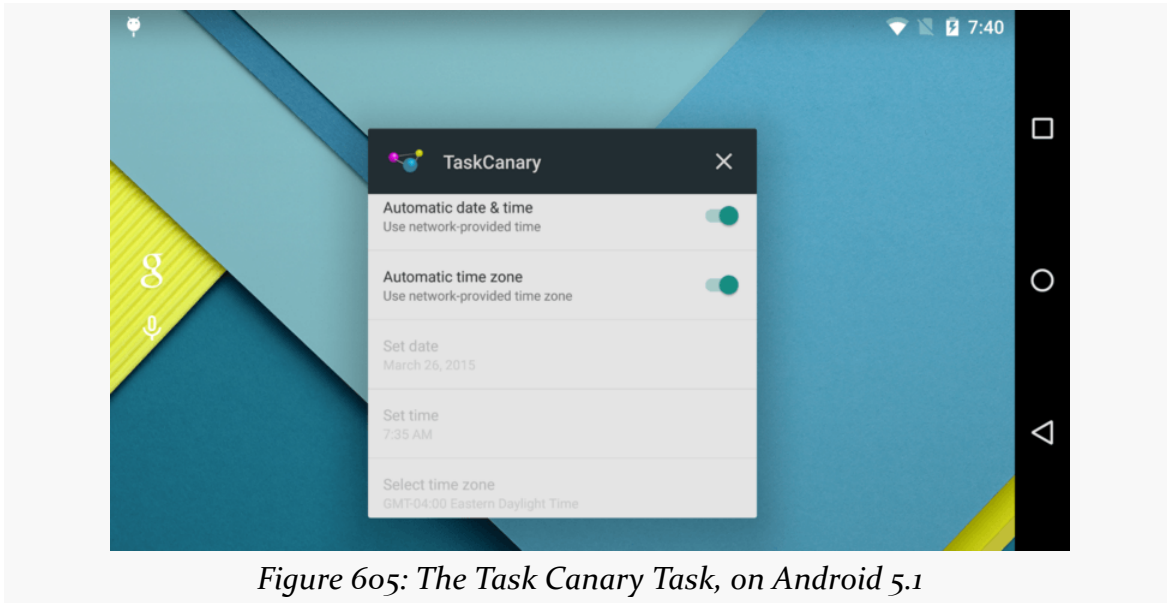 7:40
TaskCanary
Automatic date & time
Use network-provided time
Automatic time zone
Use network-provided time zone
Set date
March 26, 2015
Set time
7:35 AM
Select time zone
GMT-04:00 Eastern Daylight Time
g
Figure 605: The Task Canary Task, on Android 5.1